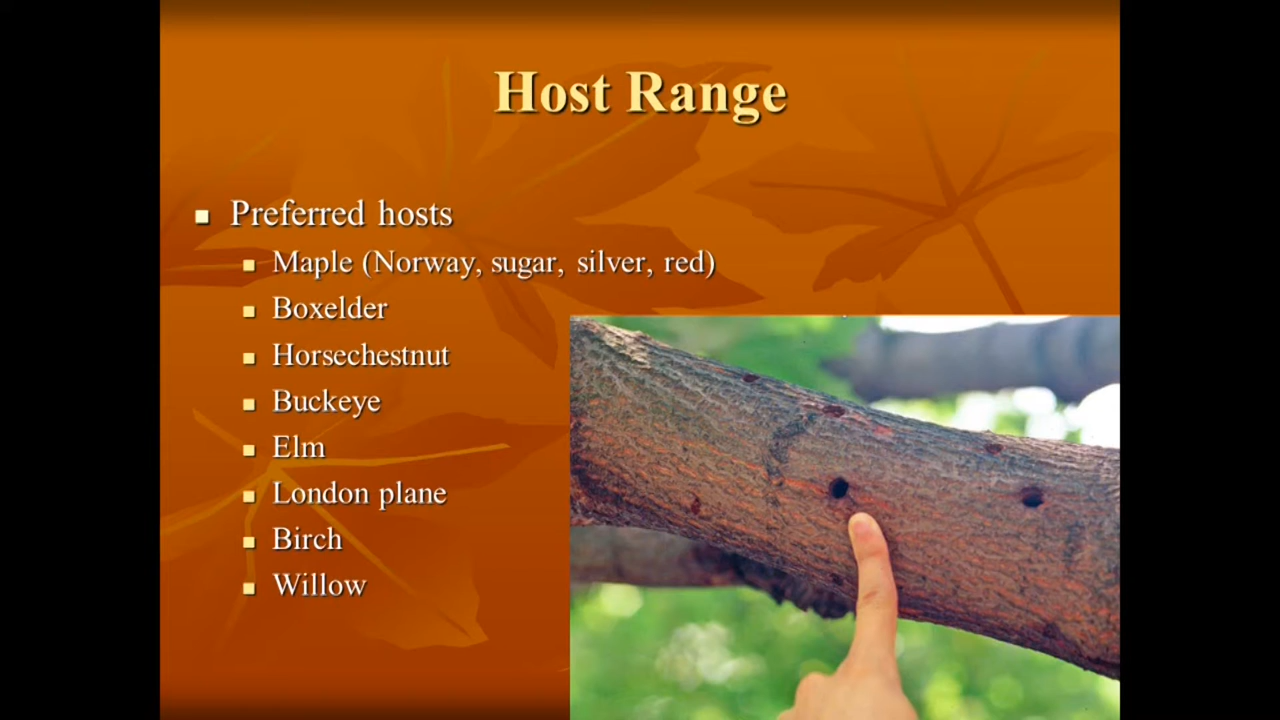 Host Range
Preferred hosts
Maple (Norway, sugar, silver, red)
Boxelder
Horsechestnut
Buckeye
Elm
London plane
Birch
Willow